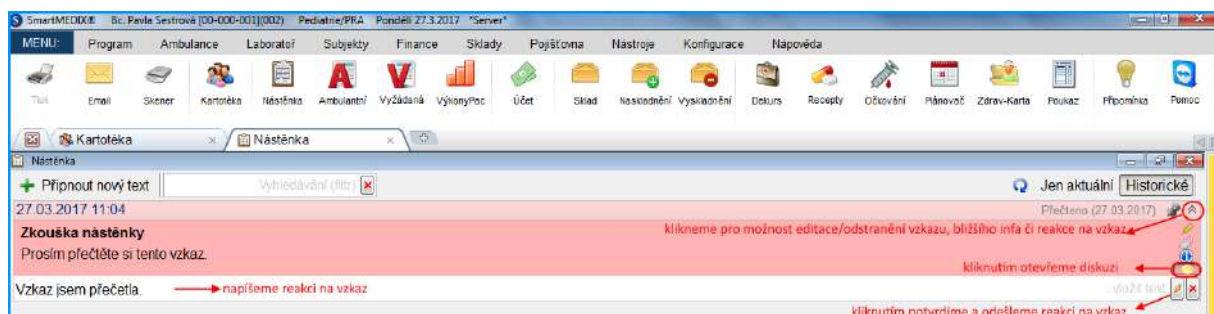 SmartMEDIX® Bc. Pavla Sestrová [00-000-001](002) Pediatrie/PRA Pondělí 27.3.2017 "Server"
MENU: Program Ambulance Laboratoř Subjekty Finance Sklady Pojišťovna Nástroje Konfigurace Nápověda
Tisk Email Skener Kartotéka Nástěnka Ambulantní Vyžádaná VýkonyPac Účet Sklad Naskladnění Vyskladnění Dekurs Recepty Očkování Plánovač Zdrav-Karta Poukaz Připomínka Pomoc
Kartotéka Nástěnka
Nástěnka
Připnout nový text Vyhledávání (filtr) Jen aktuální Historické
27.03.2017 11:04 Přečteno (27.03.2017)
Zkouška nástěnky klikneme pro možnost editace/odstranění vzkazu, bližšího infa či reakce na vzkaz
Prosím přečtěte si tento vzkaz.
kliknutím otevřeme diskuzi
Vzkaz jsem přečetla. napíšeme reakci na vzkaz vložit text
kliknutím potvrdíme a odešleme reakci na vzkaz